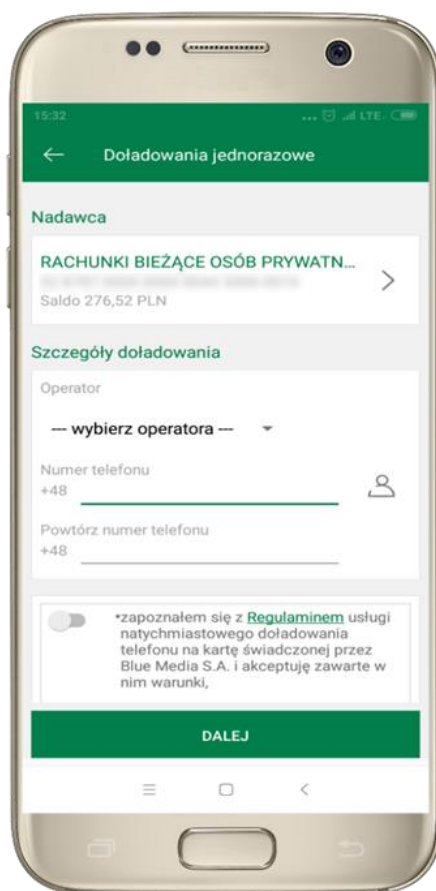 15:32
... LTE
Doładowania jednorazowe
Nadawca
RACHUNKI BIEŻĄCE OSÓB PRYWATN...
Saldo 276,52 PLN
Szczegóły doładowania
Operator
--- wybierz operatora ---
Numer telefonu
+48
Powtórz numer telefonu
+48
•zapoznałem się z Regulaminem usługi
natychmiastowego doładowania
telefonu na kartę świadczonej przez
Blue Media S.A. i akceptuję zawarte w
nim warunki,
DALEJ